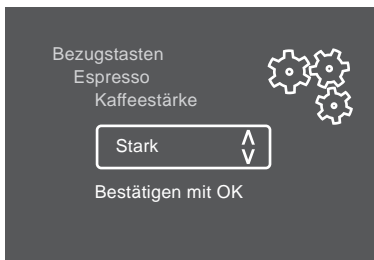 Bezugstasten
Espresso
Kaffeestärke
Stark
Bestätigen mit OK